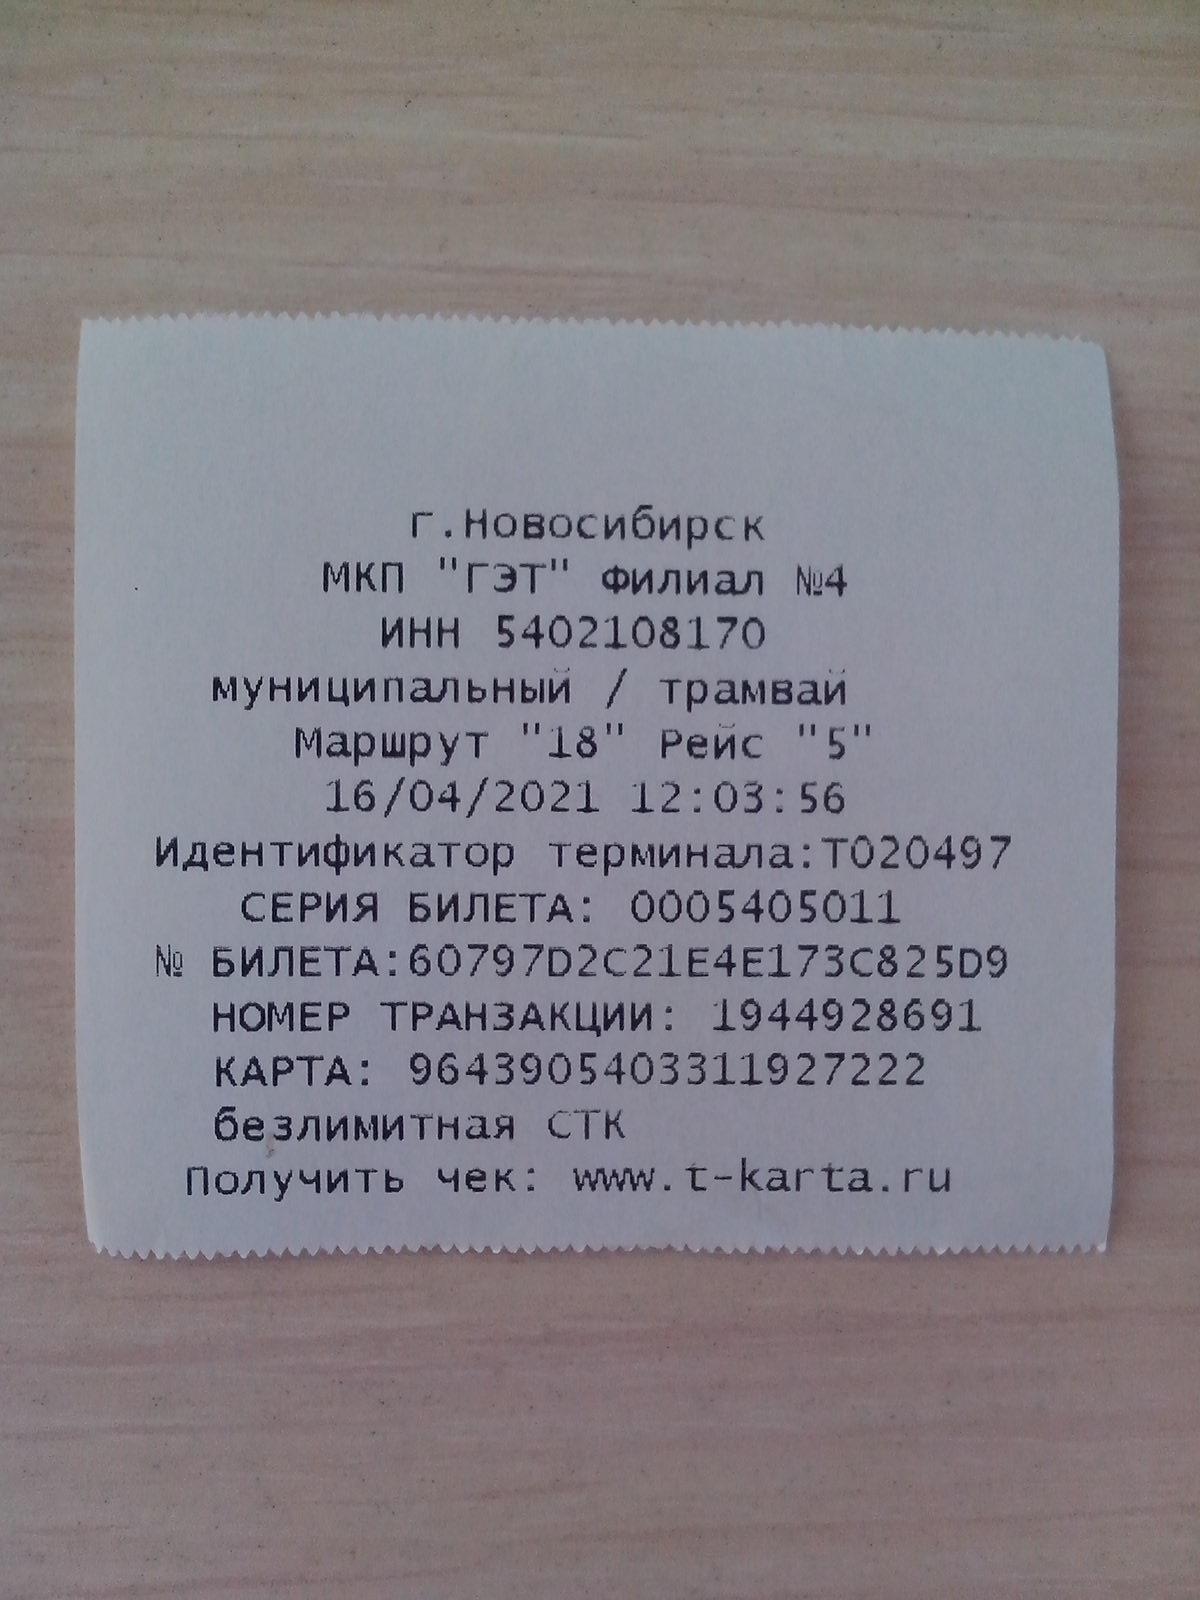 г.Новосибирск
МКП "ГЭТ" Филиал №4
ИНН 5402108170
муниципальный / трамвай
Маршрут "18" Рейс "5"
16/04/2021 12:03:56
Идентификатор терминала:T020497
СЕРИЯ БИЛЕТА: 0005405011
№ БИЛЕТА:60797D2C21E4E173C825D9
НОМЕР ТРАНЗАКЦИИ: 1944928691
КАРТА: 9643905403311927222
безлимитная СТК
Получить чек: www.t-karta.ru